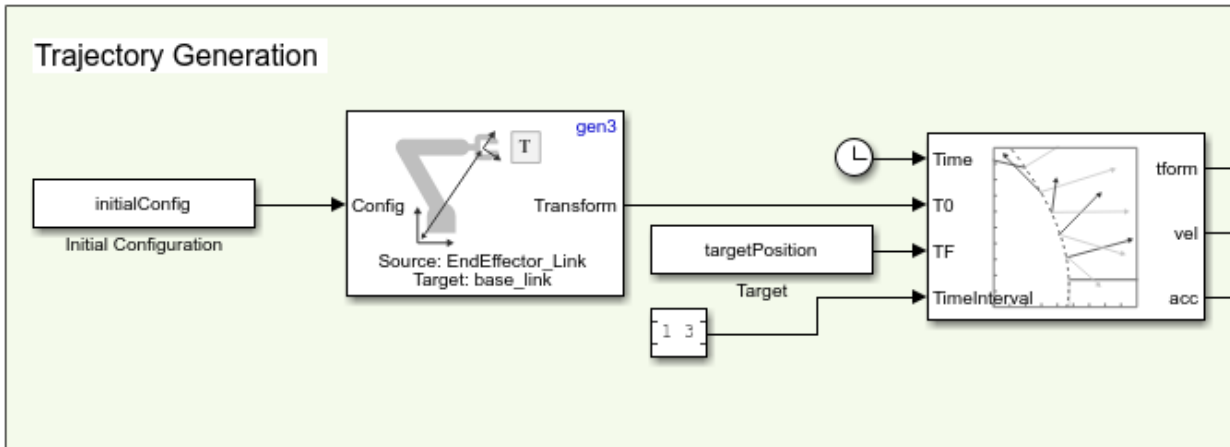 Trajectory Generation
gen3
T
Time
tform
initialConfig
Config
Transform
T0
Initial Configuration
targetPosition
TF
vel
Source: EndEffector_Link
Target: base_link
Target
TimeInterval
acc
1 3